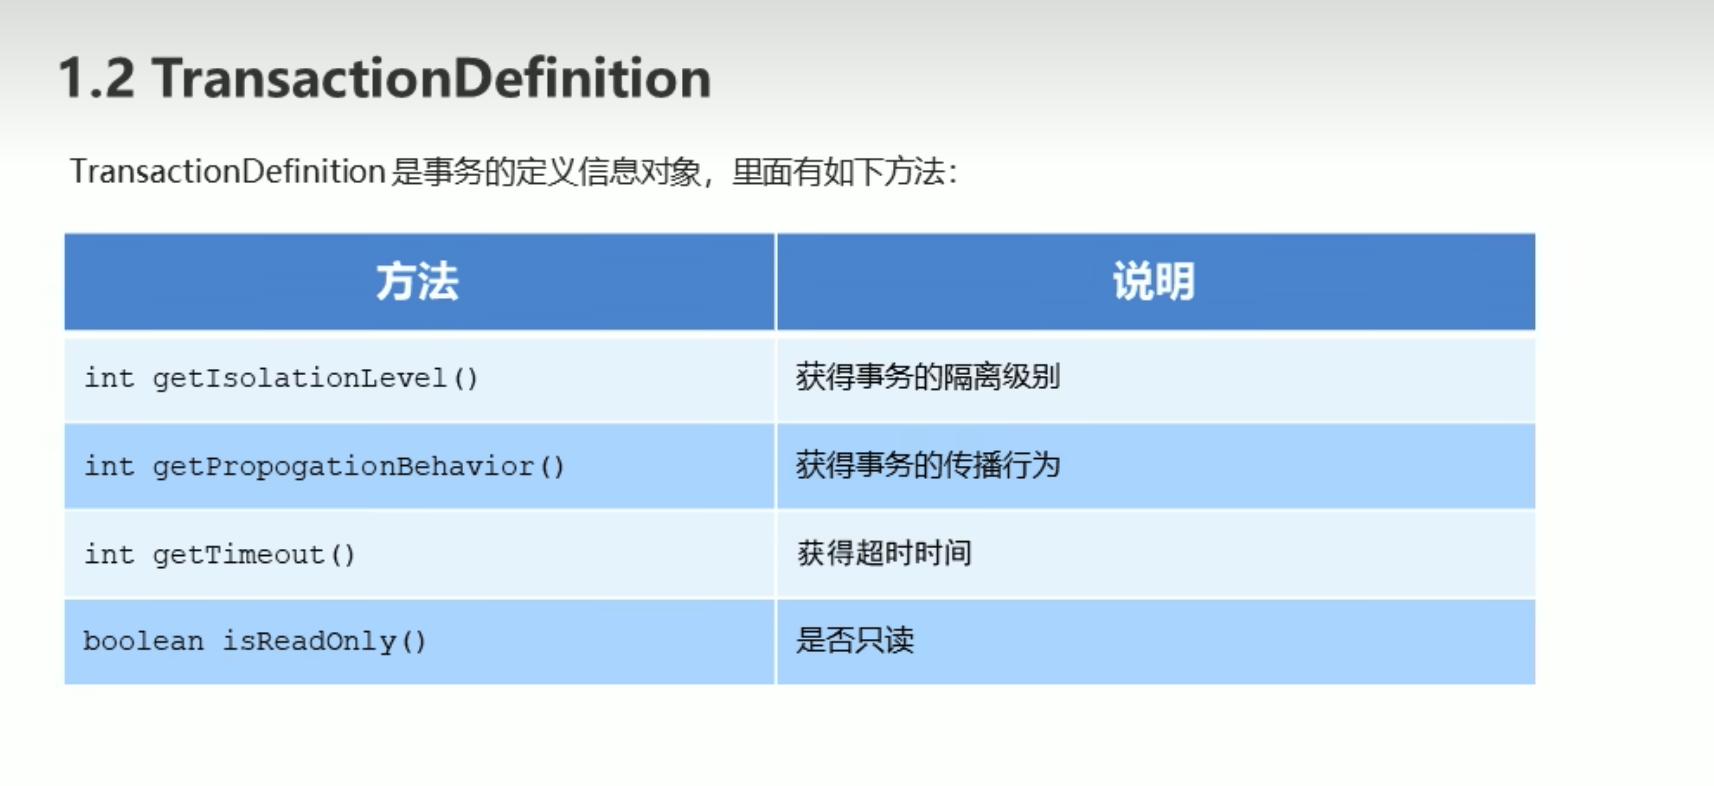 1.2 TransactionDefinition
TransactionDefinition 是事务的定义信息对象，里面有如下方法：
方法 说明
int getIsolationLevel() 获得事务的隔离级别
int getPropogationBehavior() 获得事务的传播行为
int getTimeout() 获得超时时间
boolean isReadOnly() 是否只读